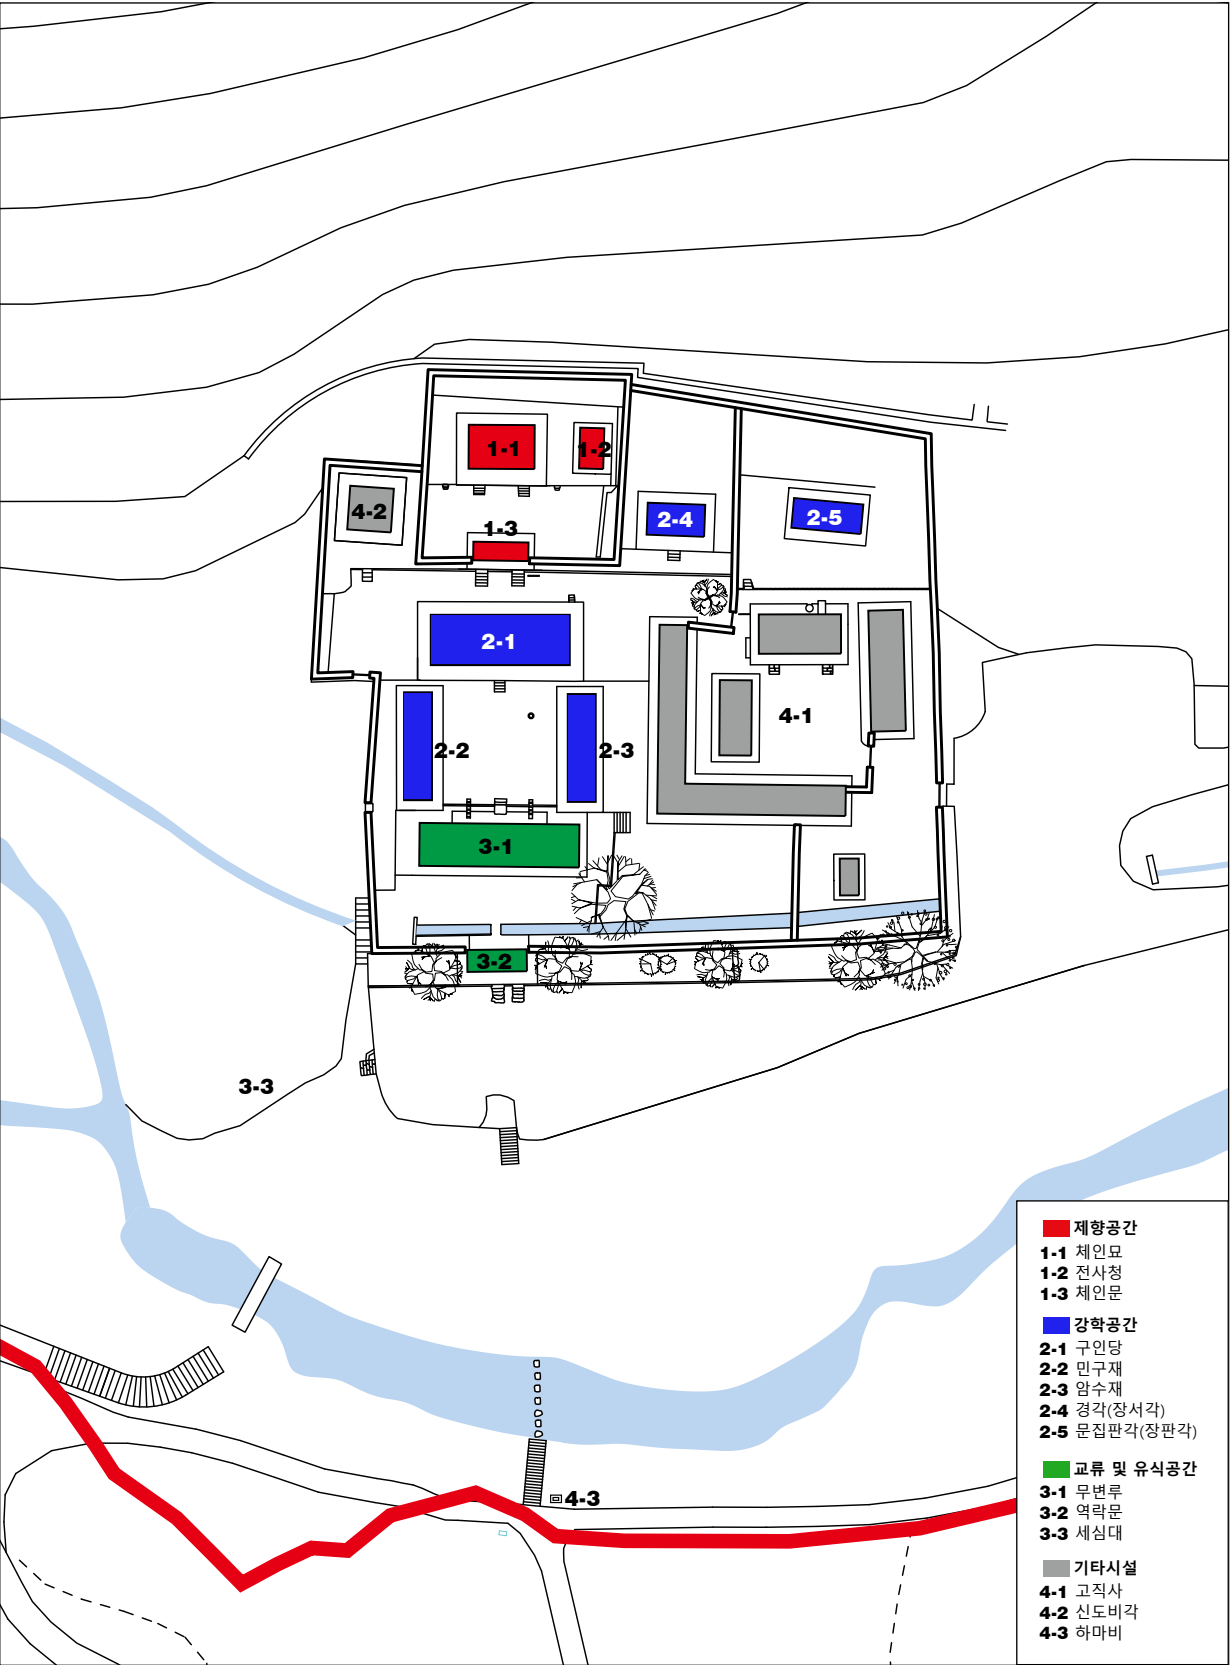 1-1
1-2
4-2
1-3
2-4
2-5
2-1
4-1
2-2
2-3
3-1
3-2
3-3
4-3
제향공간
1-1 체인묘
1-2 전사청
1-3 체인문
강학공간
2-1 구인당
2-2 민구재
2-3 암수재
2-4 경각(장서각)
2-5 문집판각(장판각)
교류 및 유식공간
3-1 무변루
3-2 역락문
3-3 세심대
기타시설
4-1 고직사
4-2 신도비각
4-3 하마비